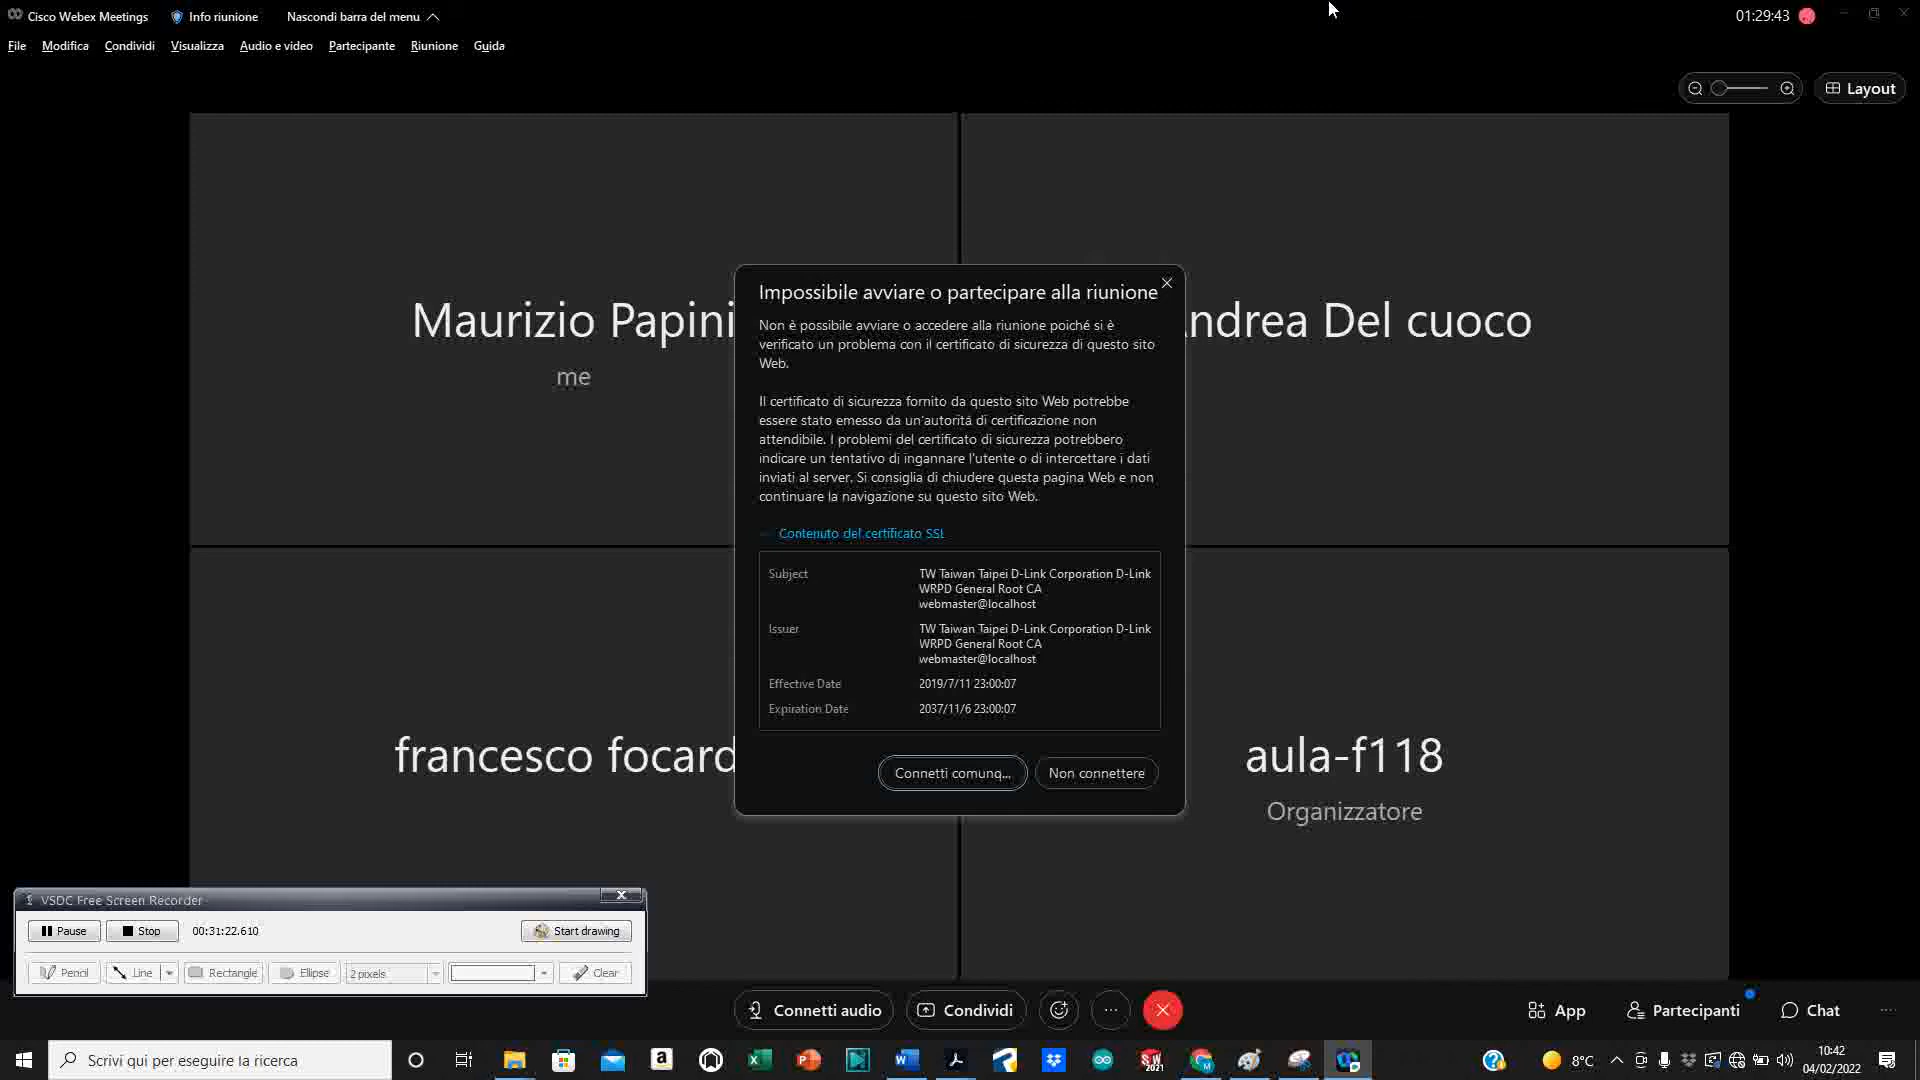 Cisco Webex Meetings
Info riunione
Nascondi barra del menu
01:29:43
File Modifica Condividi Visualizza Audio e video Partecipante Riunione Guida
Layout
Maurizio Papini
me
ndrea Del cuoco
Impossibile avviare o partecipare alla riunione
Non è possibile avviare o accedere alla riunione poiché si è
verificato un problema con il certificato di sicurezza di questo sito
Web.
Il certificato di sicurezza fornito da questo sito Web potrebbe
essere stato emesso da un'autorità di certificazione non
attendibile. I problemi del certificato di sicurezza potrebbero
indicare un tentativo di ingannare l'utente o di intercettare i dati
inviati al server. Si consiglia di chiudere questa pagina Web e non
continuare la navigazione su questo sito Web.
Contenuto del certificato SSL
Subject
TW Taiwan Taipei D-Link Corporation D-Link
WRPD General Root CA
webmaster@localhost
Issuer
TW Taiwan Taipei D-Link Corporation D-Link
WRPD General Root CA
webmaster@localhost
Effective Date
2019/7/11 23:00:07
Expiration Date
2037/11/6 23:00:07
Connetti comunq...
Non connettere
francesco focard
aula-f118
Organizzatore
VSDC Free Screen Recorder
Pause
Stop
00:31:22.610
Start drawing
Pencil
Line
Rectangle
Ellipse
2 pixels
Clear
Connetti audio
Condividi
App
Partecipanti
Chat
Scrivi qui per eseguire la ricerca
8°C
10:42
04/02/2022